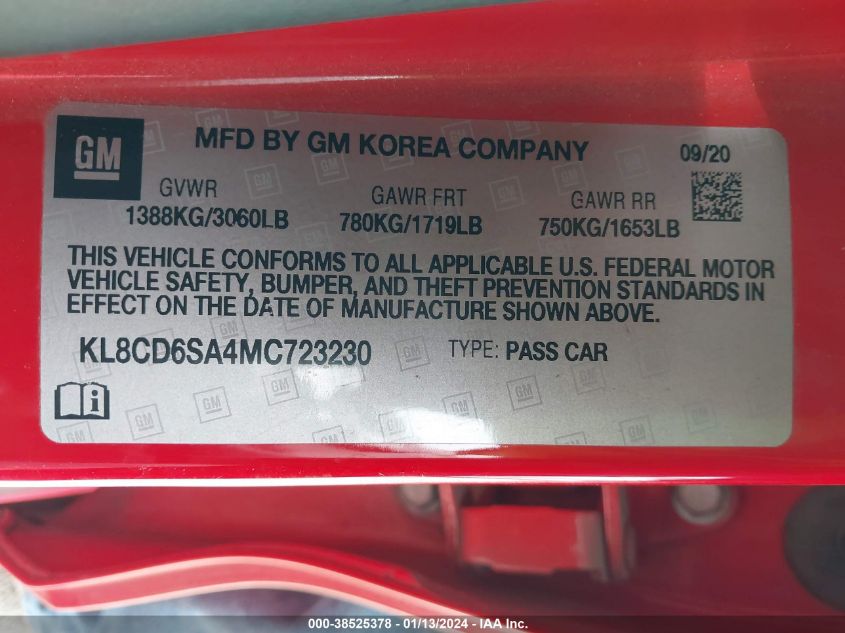 GM
MFD BY GM KOREA COMPANY
09/20
GVWR
GAWR FRT
GAWR RR
1388KG/3060LB
780KG/1719LB
750KG/1653LB
THIS VEHICLE CONFORMS TO ALL APPLICABLE U.S. FEDERAL MOTOR
VEHICLE SAFETY, BUMPER, AND THEFT PREVENTION STANDARDS IN
EFFECT ON THE DATE OF MANUFACTURE SHOWN ABOVE.
KL8CD6SA4MC723230
TYPE: PASS CAR
000-38525378 - 01/13/2024 - IAA Inc.